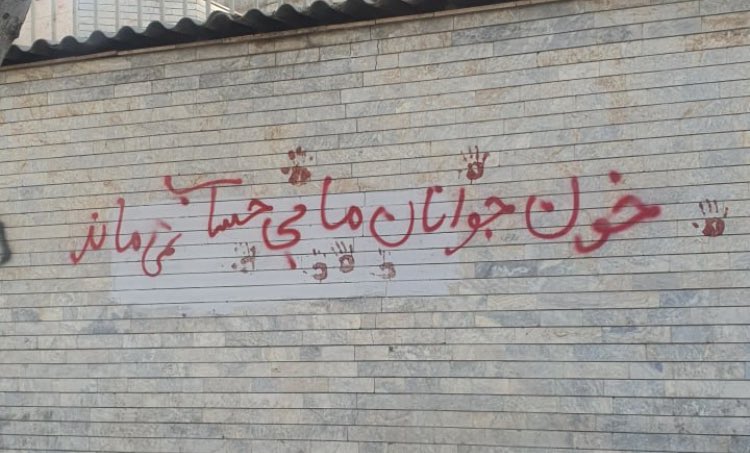 خون جوانان ما بی حساب نمی ماند